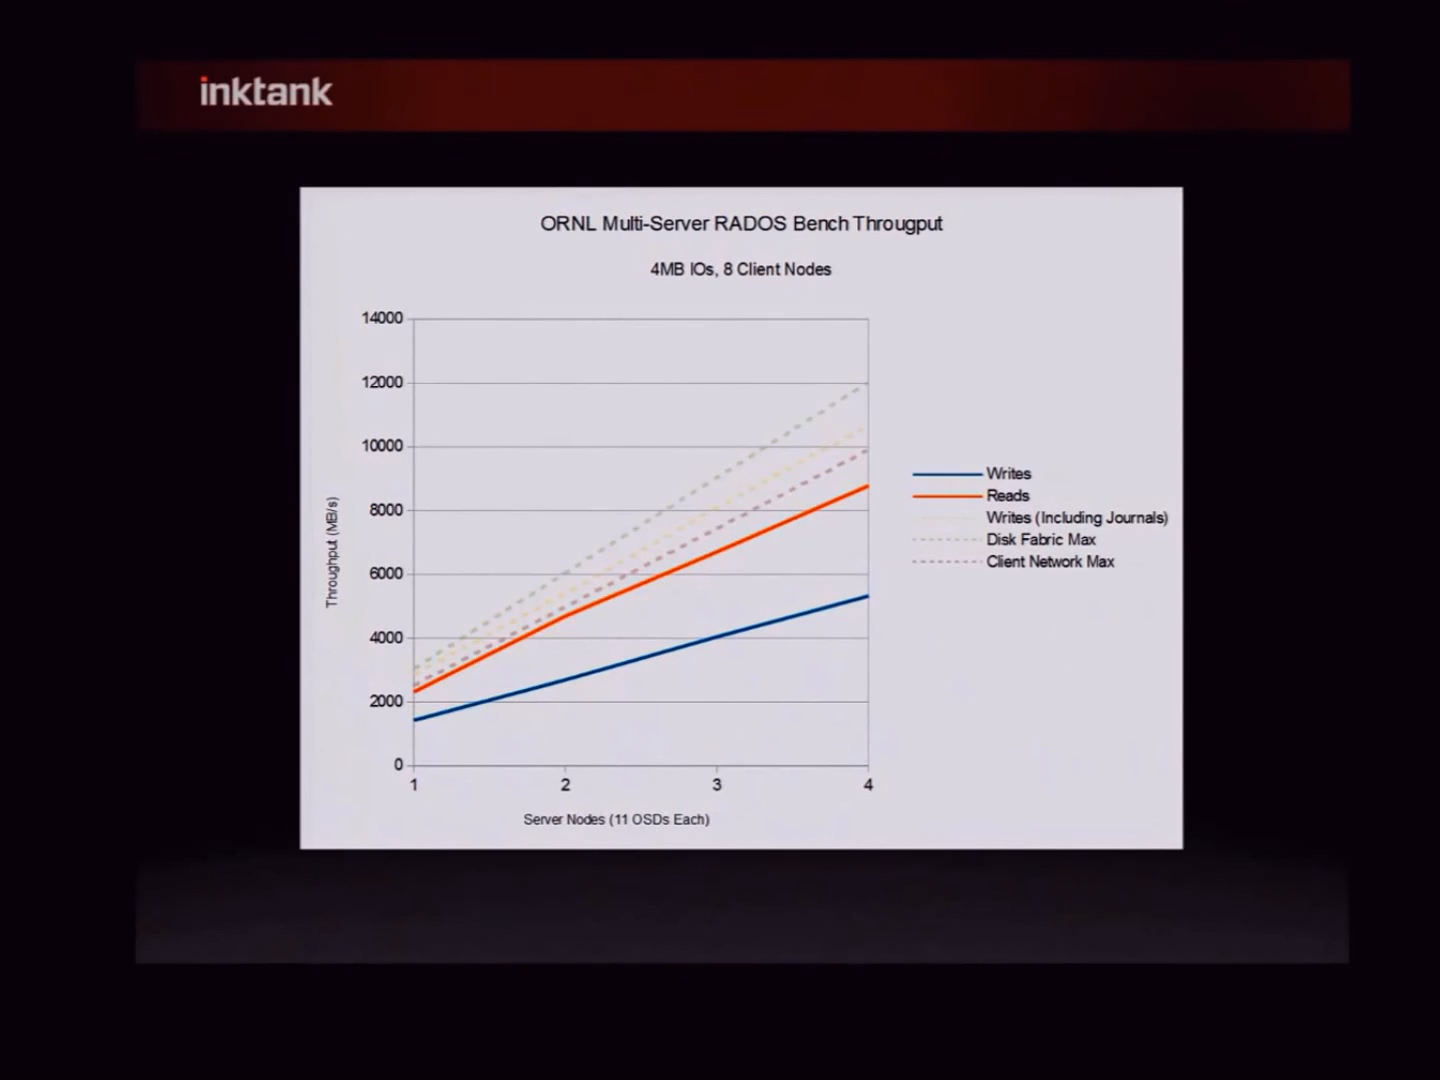 inktank
ORNL Multi-Server RADOS Bench Througput
4MB IOs, 8 Client Nodes
14000
12000
10000
8000
6000
4000
2000
0
Throughput (MB/s)
1 2 3 4
Server Nodes (11 OSDs Each)
Writes
Reads
Writes (Including Journals)
Disk Fabric Max
Client Network Max